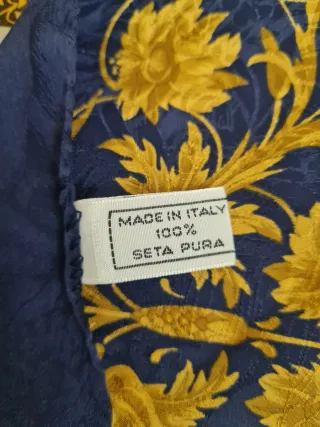 MADE IN ITALY
100%
SETA PURA